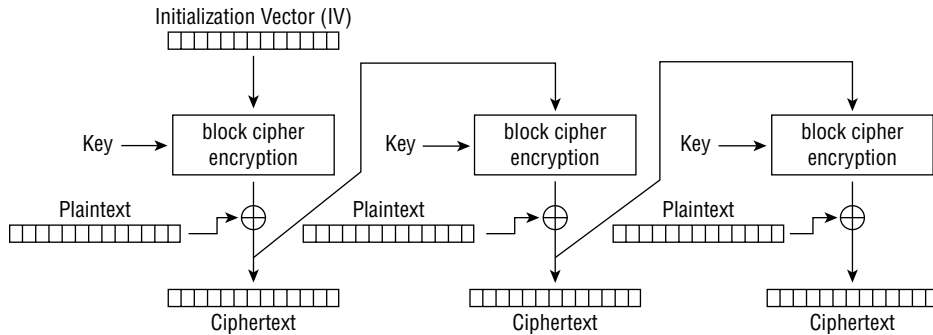 Initialization Vector (IV)
Key
block cipher
encryption
Key
block cipher
encryption
Key
block cipher
encryption
Plaintext
Plaintext
Plaintext
Ciphertext
Ciphertext
Ciphertext